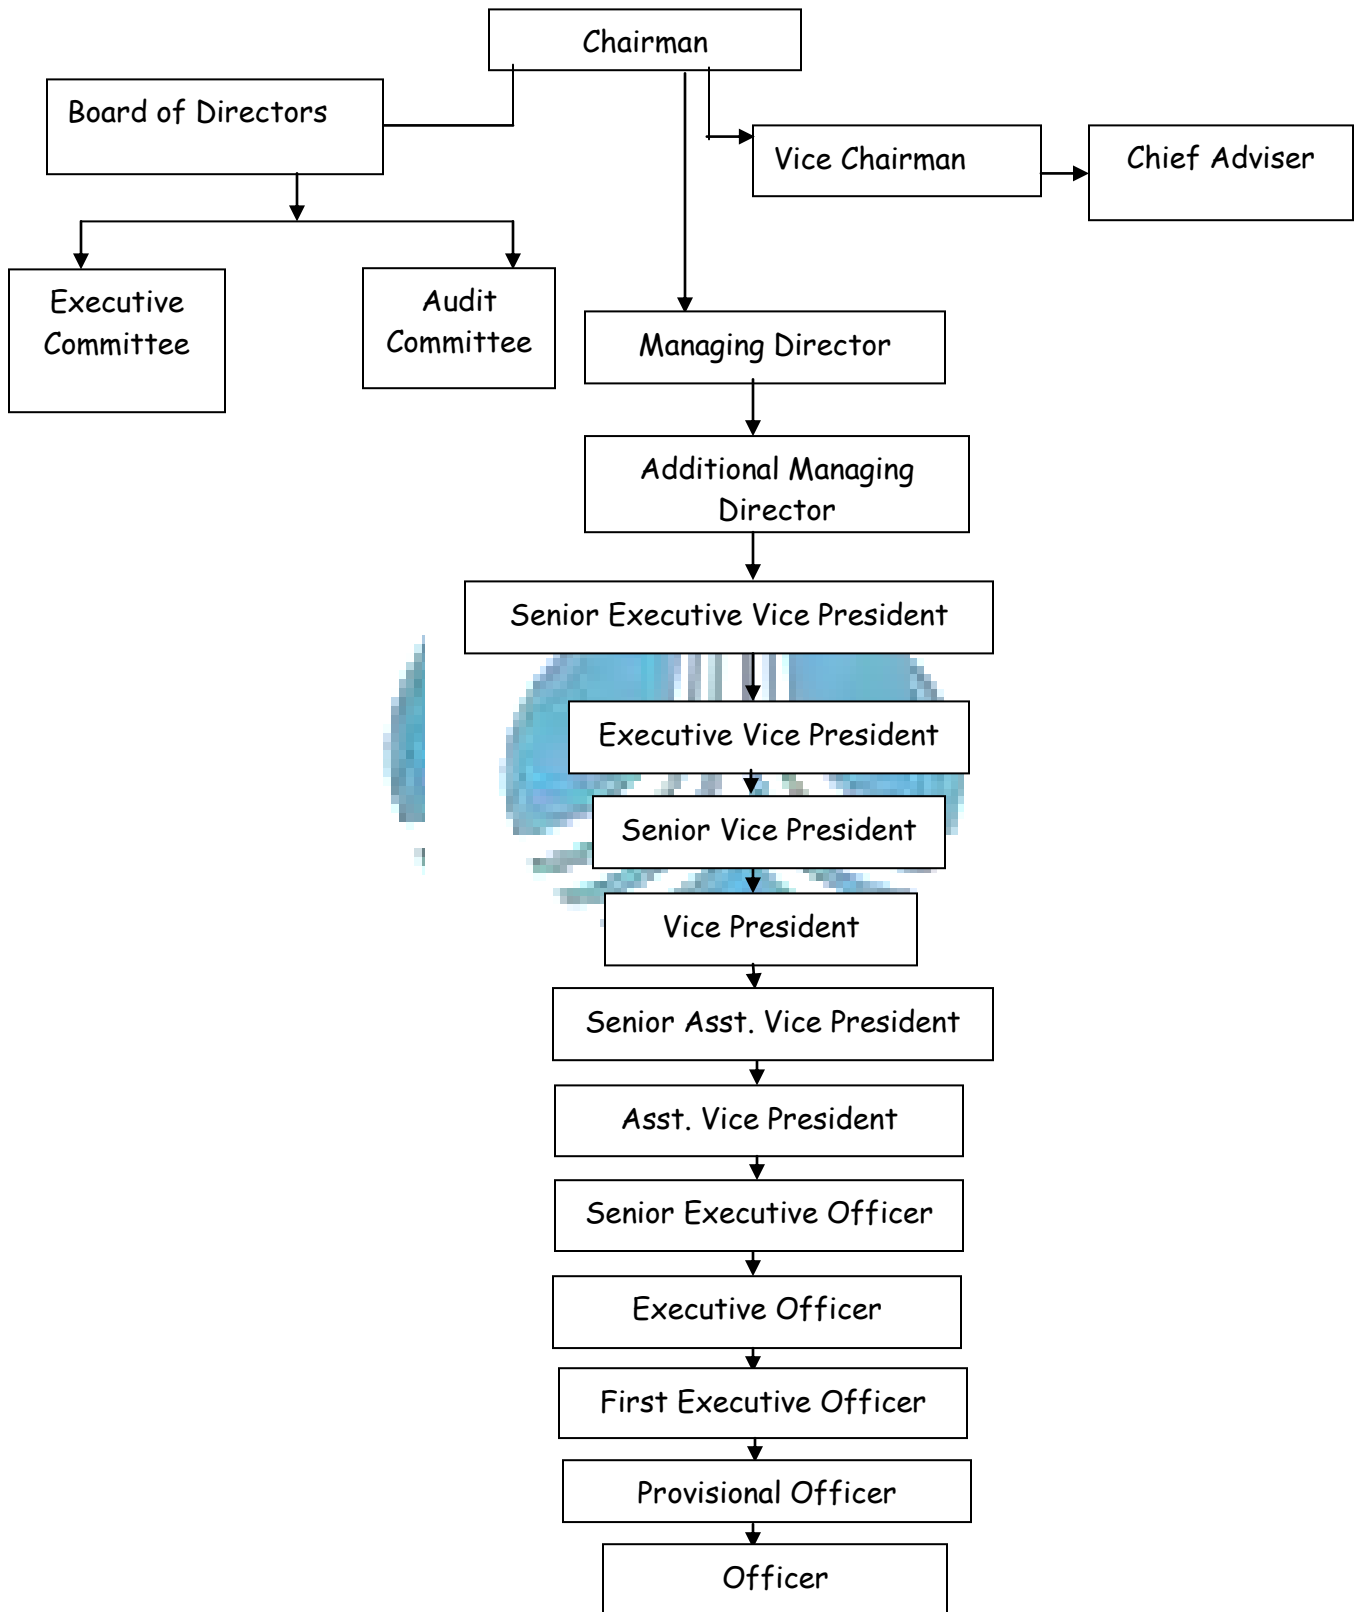 Chairman
Board of Directors
Vice Chairman
Chief Adviser
Executive
Committee
Audit
Committee
Managing Director
Additional Managing
Director
Senior Executive Vice President
Executive Vice President
Senior Vice President
Vice President
Senior Asst. Vice President
Asst. Vice President
Senior Executive Officer
Executive Officer
First Executive Officer
Provisional Officer
Officer